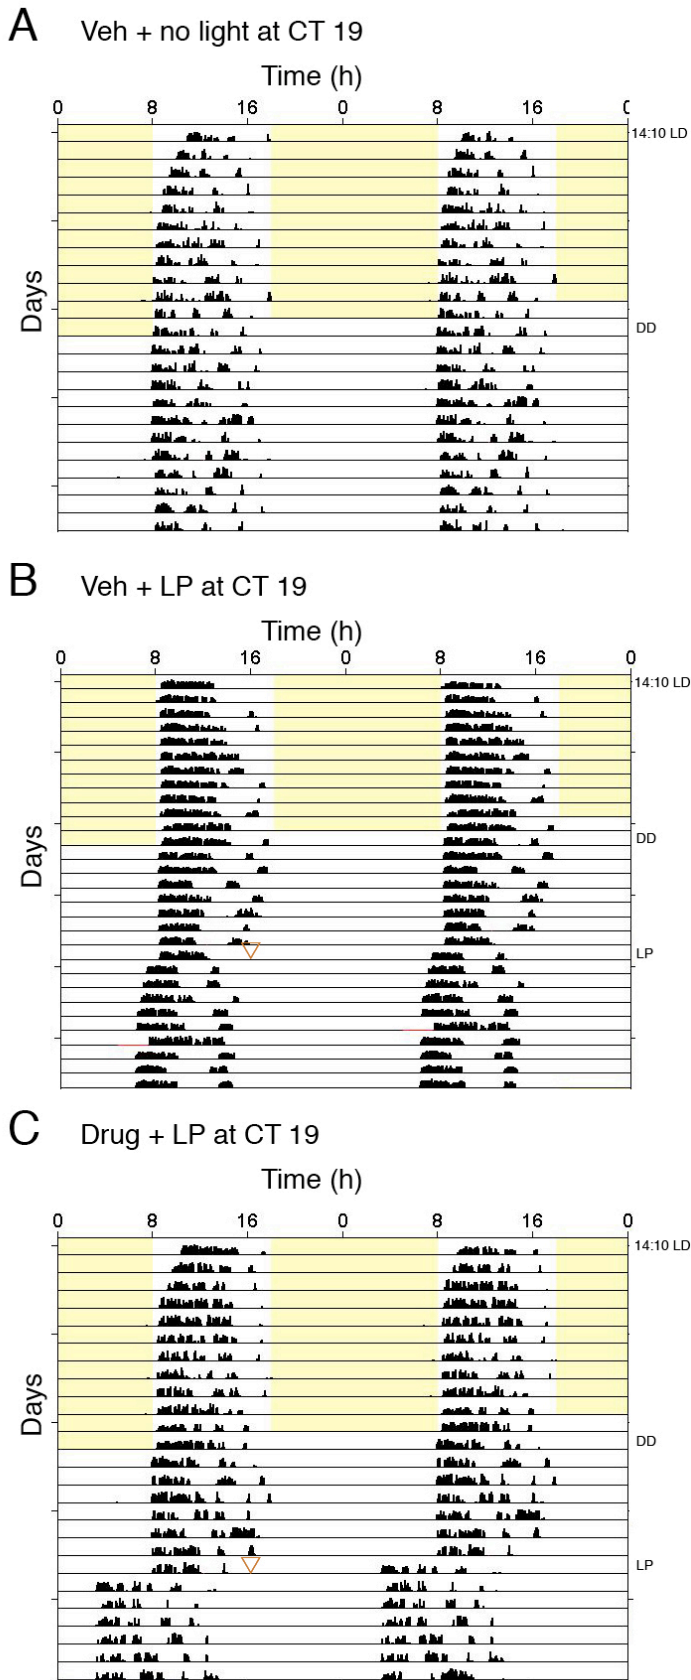 A Veh + no light at CT 19
Time (h)
0 8 16 0 8 16 0
14:10 LD
Days
DD
B Veh + LP at CT 19
Time (h)
0 8 16 0 8 16 0
14:10 LD
Days
DD
LP
C Drug + LP at CT 19
Time (h)
0 8 16 0 8 16 0
14:10 LD
Days
DD
LP